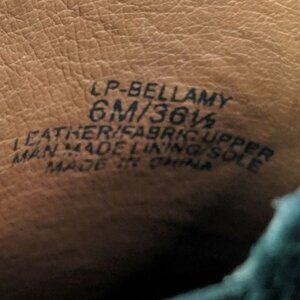 LP-BELLAMY
6M/36½
LEATHER/FABRIC UPPER
MAN MADE LINING/SOLE
MADE IN CHINA